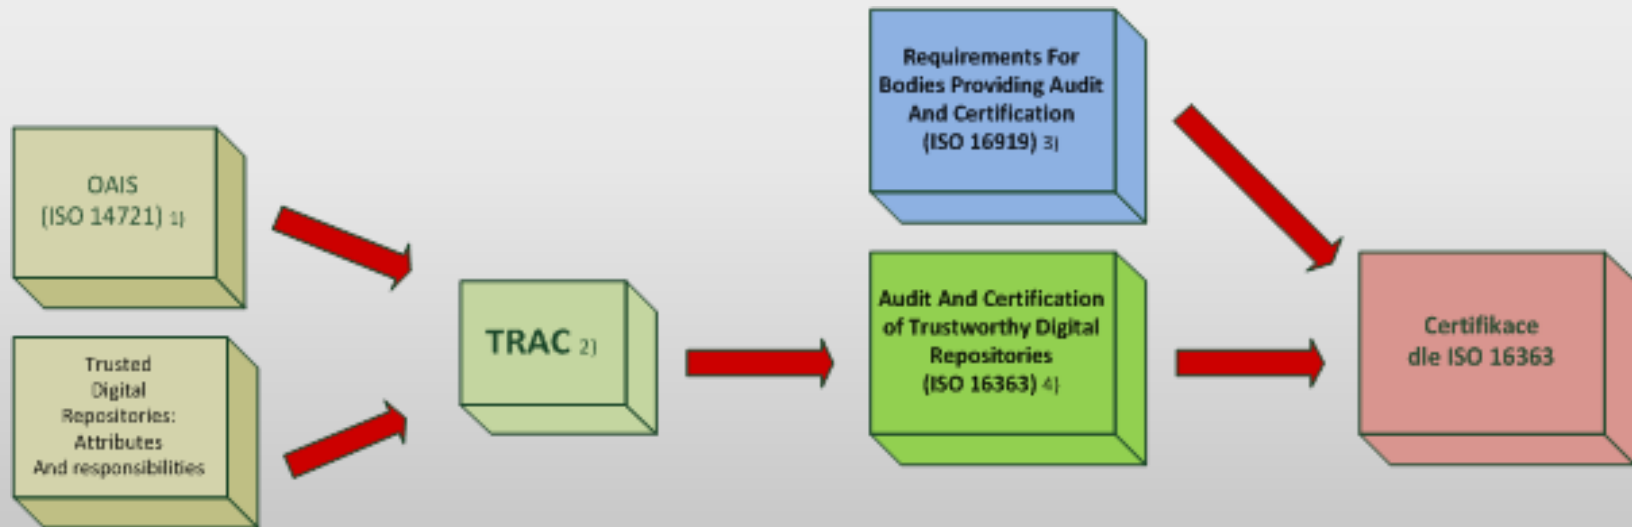 OAIS
(ISO 14721) 1)
Trusted
Digital
Repositories:
Attributes
And responsibilities
TRAC 2)
Requirements For
Bodies Providing Audit
And Certification
(ISO 16919) 3)
Audit And Certification
of Trustworthy Digital
Repositories
(ISO 16363) 4)
Certifikace
dle ISO 16363